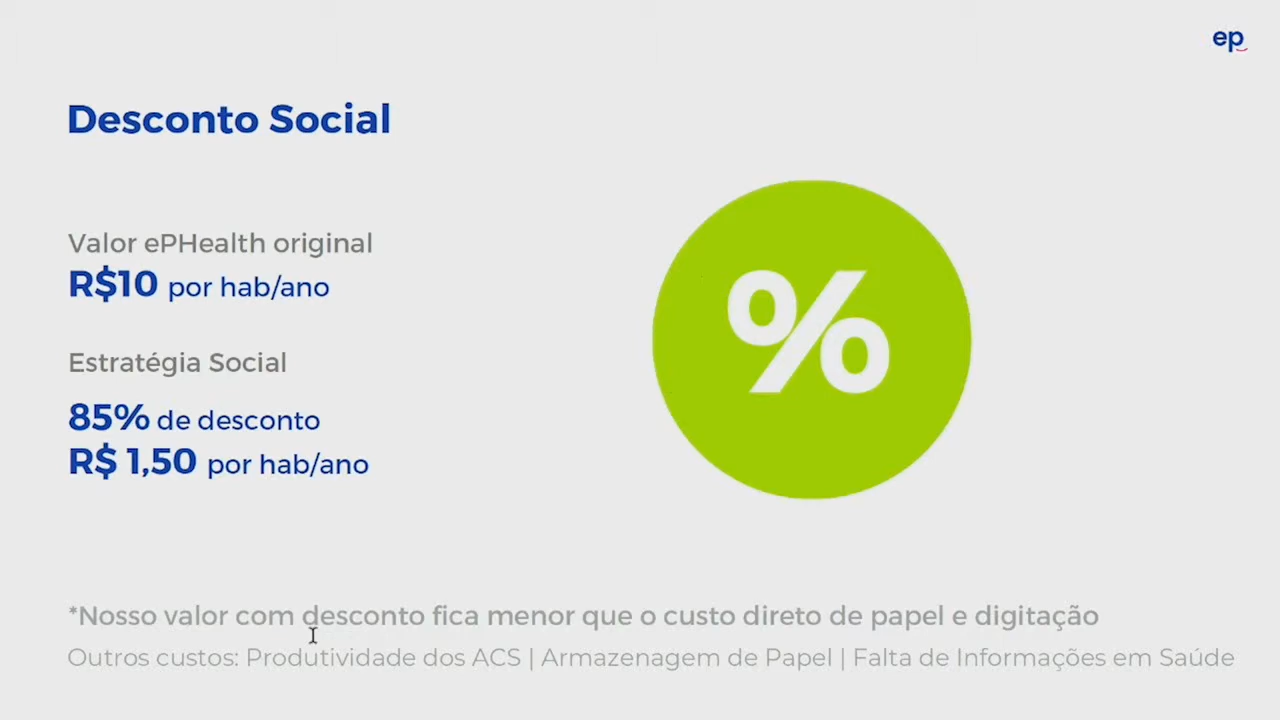 ep
Desconto Social
Valor ePHealth original
R$10 por hab/ano
Estratégia Social
85% de desconto
R$ 1,50 por hab/ano
%
*Nosso valor com desconto fica menor que o custo direto de papel e digitação
Outros custos: Produtividade dos ACS | Armazenagem de Papel | Falta de Informações em Saúde